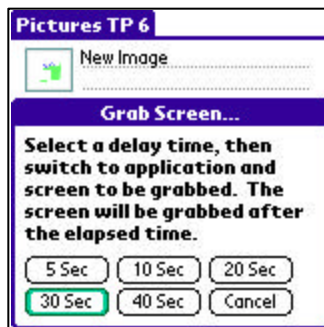 Pictures TP 6
New Image
Grab Screen...
Select a delay time, then
switch to application and
screen to be grabbed. The
screen will be grabbed after
the elapsed time.
5 Sec 10 Sec 20 Sec
30 Sec 40 Sec Cancel